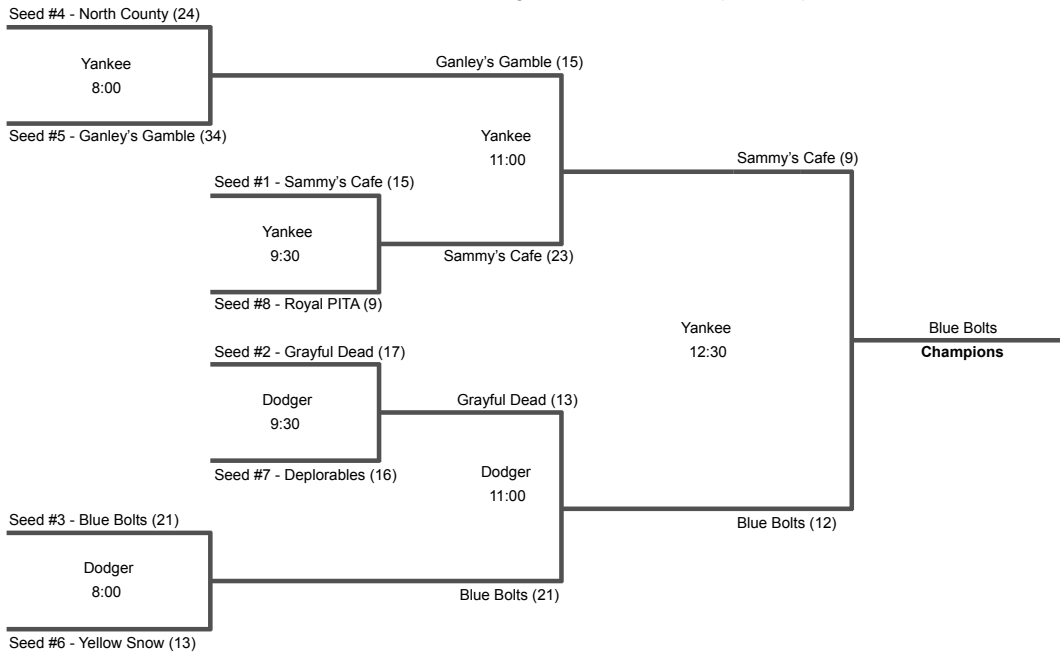 Seed #4 - North County (24)
Yankee
8:00
Seed #5 - Ganley's Gamble (34)
Ganley's Gamble (15)
Yankee
11:00
Seed #1 - Sammy's Cafe (15)
Yankee
9:30
Seed #8 - Royal PITA (9)
Sammy's Cafe (23)
Sammy's Cafe (9)
Yankee
12:30
Blue Bolts
Champions
Seed #2 - Grayful Dead (17)
Dodger
9:30
Seed #7 - Deplorables (16)
Grayful Dead (13)
Dodger
11:00
Blue Bolts (12)
Seed #3 - Blue Bolts (21)
Dodger
8:00
Seed #6 - Yellow Snow (13)
Blue Bolts (21)